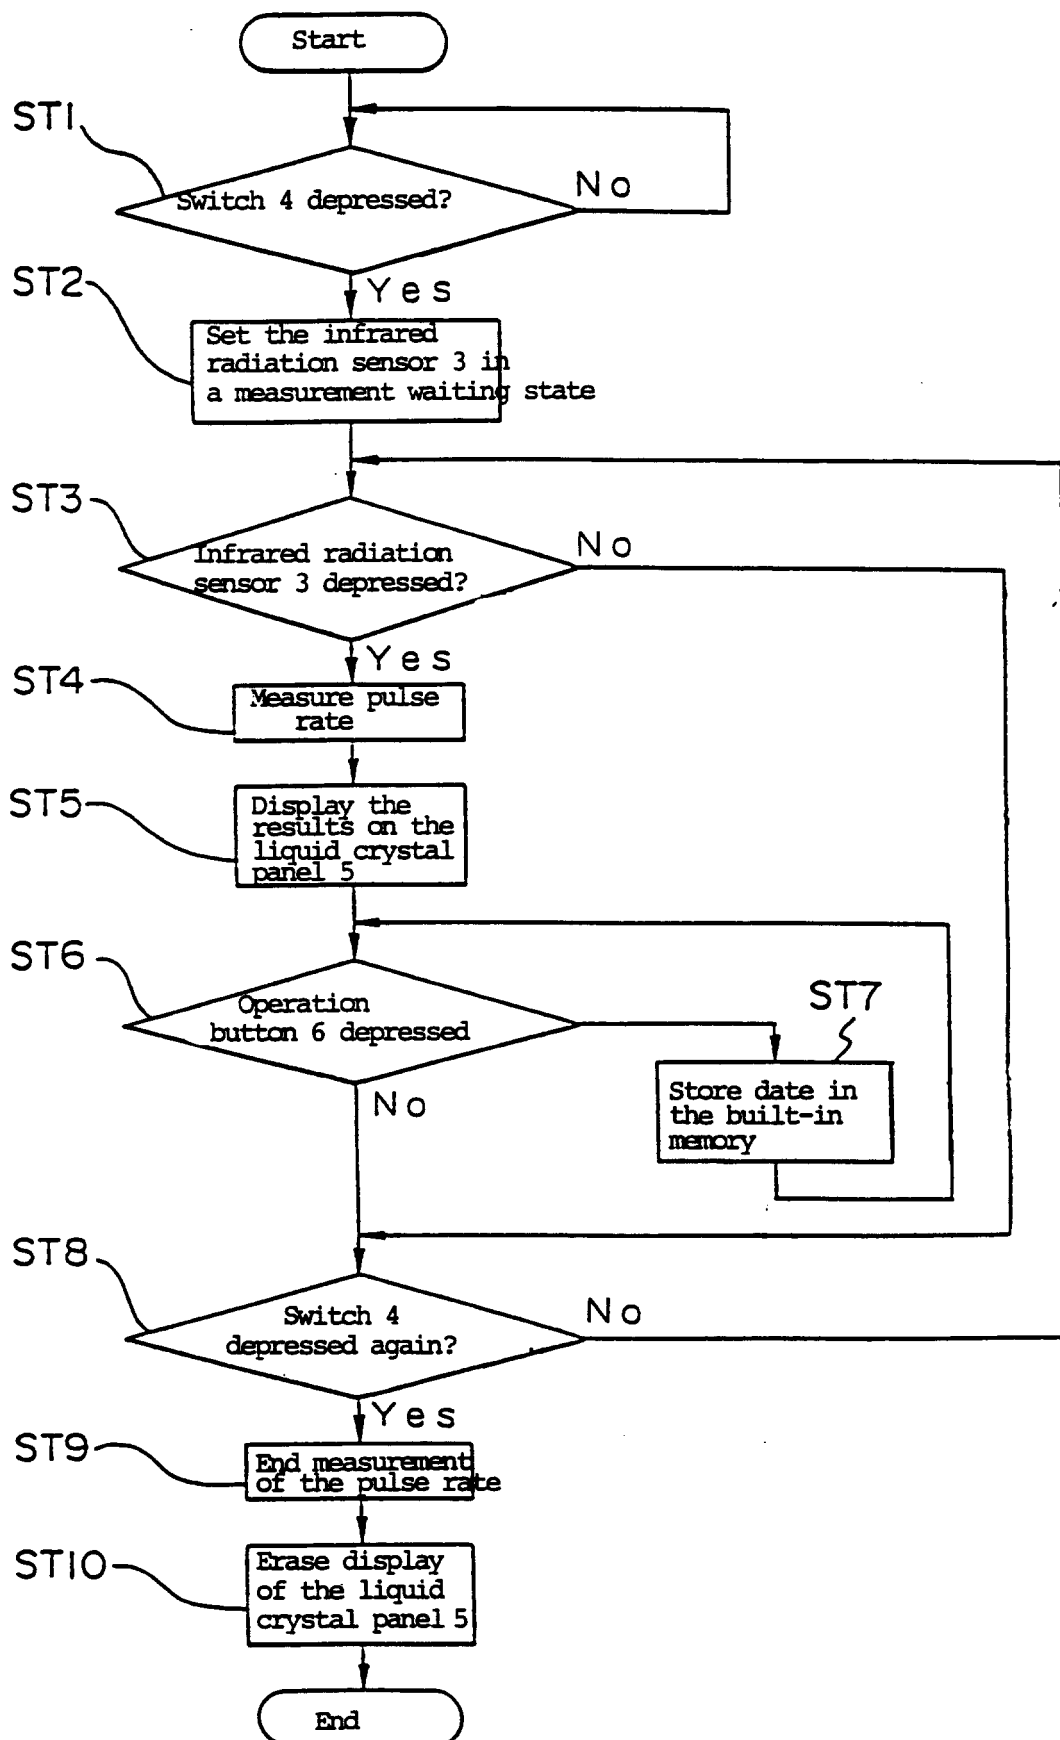 Start
ST1
Switch 4 depressed?
No
Yes
ST2
Set the infrared
radiation sensor 3 in
a measurement waiting state
ST3
Infrared radiation
sensor 3 depressed?
No
Yes
ST4
Measure pulse
rate
ST5
Display the
results on the
liquid crystal
panel 5
ST6
Operation
button 6 depressed
No
ST7
Store date in
the built-in
memory
ST8
Switch 4
depressed again?
No
Yes
ST9
End measurement
of the pulse rate
ST10
Erase display
of the liquid
crystal panel 5
End